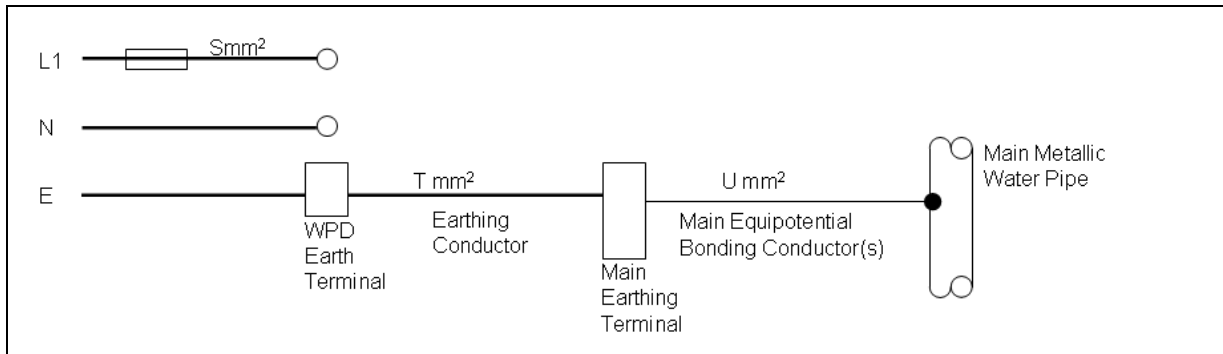 L1
Smm²
N
E
WPD
Earth
Terminal
T mm²
Earthing
Conductor
Main
Earthing
Terminal
U mm²
Main Equipotential
Bonding Conductor(s)
Main Metallic
Water Pipe